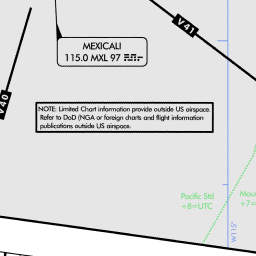 V41
MEXICALI
115.0 MXL 97
V40
NOTE: Limited Chart information provide outside US airspace.
Refer to DoD (NGA or foreign charts and flight information
publications outside US airspace.
Pacific Std
+8=UTC
+7=
W115°